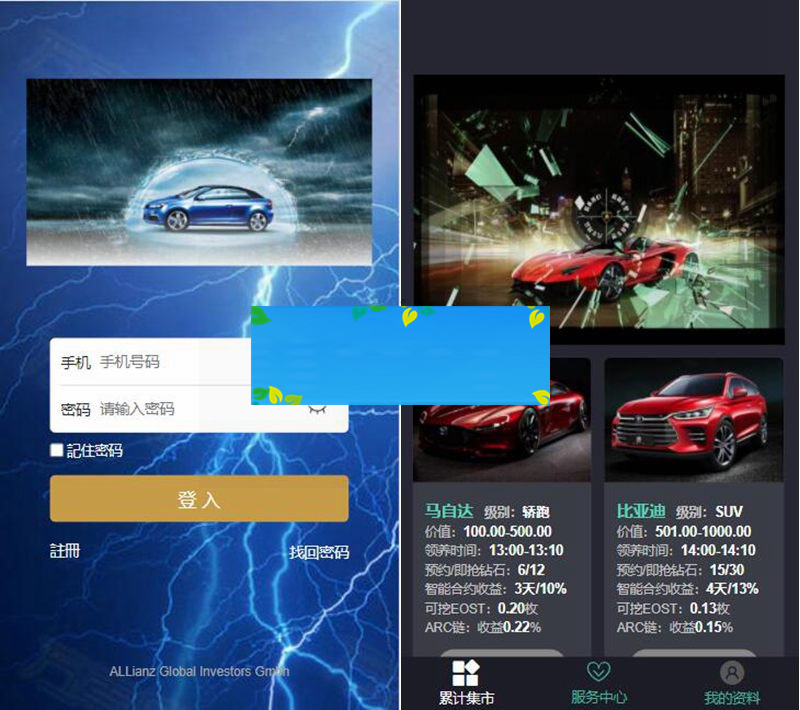 手机 手机号码
密码 请输入密码
記住密码
登入
註冊
找回密码
ALLianz Global Investors Gmbh
马自达 级别：轿跑
价值：100.00-500.00
领养时间：13:00-13:10
预约/即抢钻石：6/12
智能合约收益：3天/10%
可挖EOST：0.20枚
ARC链：收益0.22%
比亚迪 级别：SUV
价值：501.00-1000.00
领养时间：14:00-14:10
预约/即抢钻石：15/30
智能合约收益：4天/13%
可挖EOST：0.13枚
ARC链：收益0.15%
累计集市
服务中心
我的资料